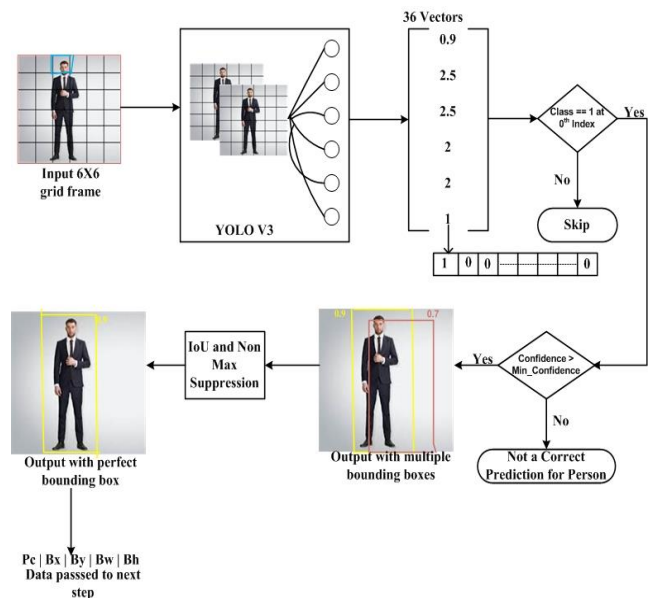 36 Vectors
0.9
2.5
2.5
2
2
1
Input 6X6
grid frame
YOLO V3
1 0 0 0
Class == 1 at
0th Index
Yes
No
Skip
Confidence >
Min_Confidence
Yes
No
Not a Correct
Prediction for Person
0.9
0.7
Output with multiple
bounding boxes
IoU and Non
Max
Suppression
0.9
Output with perfect
bounding box
Pc | Bx | By | Bw | Bh
Data passsed to next
step